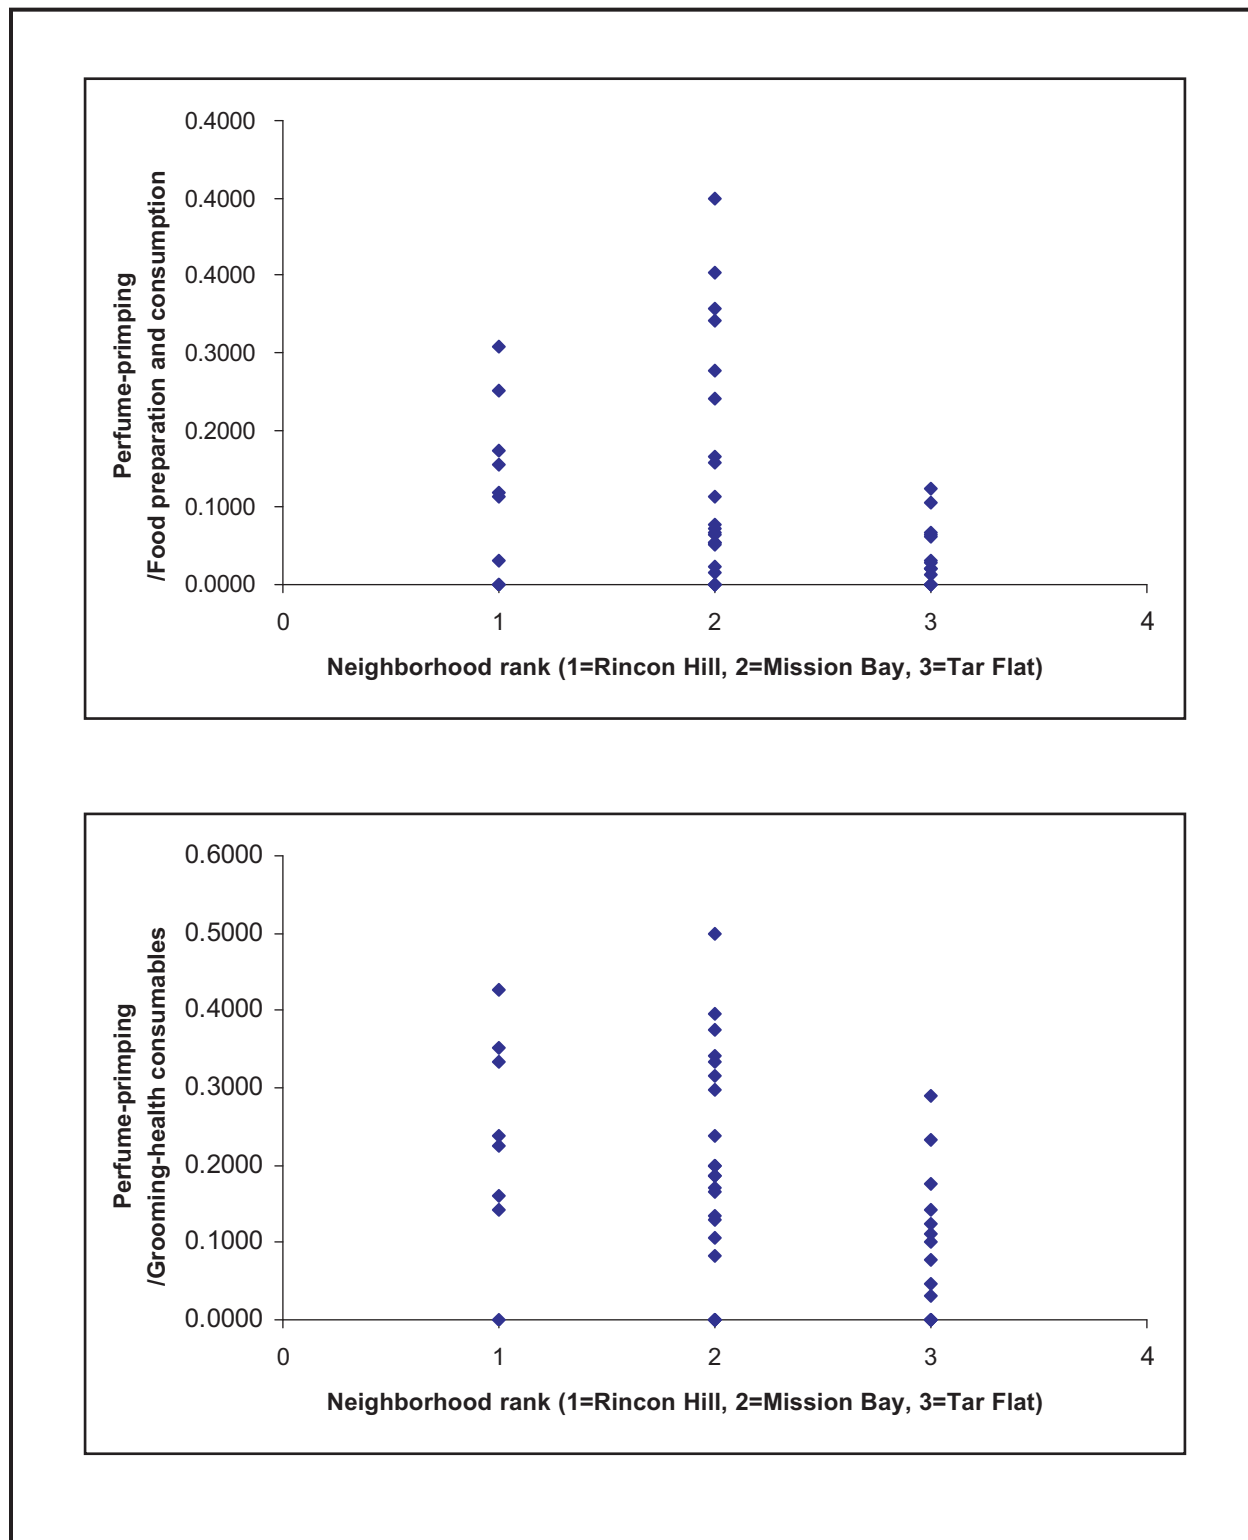 0.4000
0.4000
0.4000
0.3000
0.2000
0.1000
0.0000
Perfume-primping
/Food preparation and consumption
0 1 2 3 4
Neighborhood rank (1=Rincon Hill, 2=Mission Bay, 3=Tar Flat)
0.6000
0.5000
0.4000
0.3000
0.2000
0.1000
0.0000
Perfume-primping
/Grooming-health consumables
0 1 2 3 4
Neighborhood rank (1=Rincon Hill, 2=Mission Bay, 3=Tar Flat)